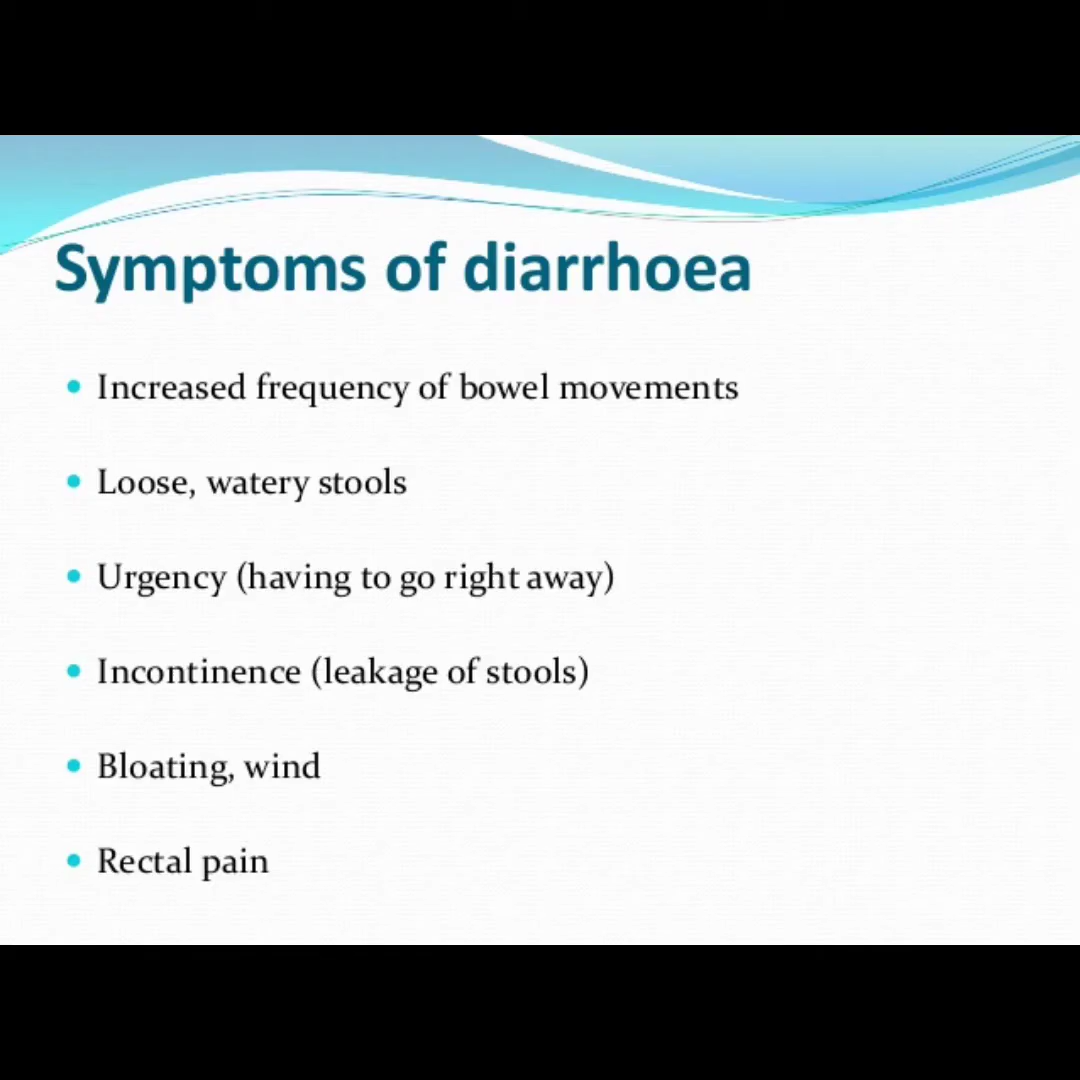 Symptoms of diarrhoea
• Increased frequency of bowel movements
• Loose, watery stools
• Urgency (having to go right away)
• Incontinence (leakage of stools)
• Bloating, wind
• Rectal pain